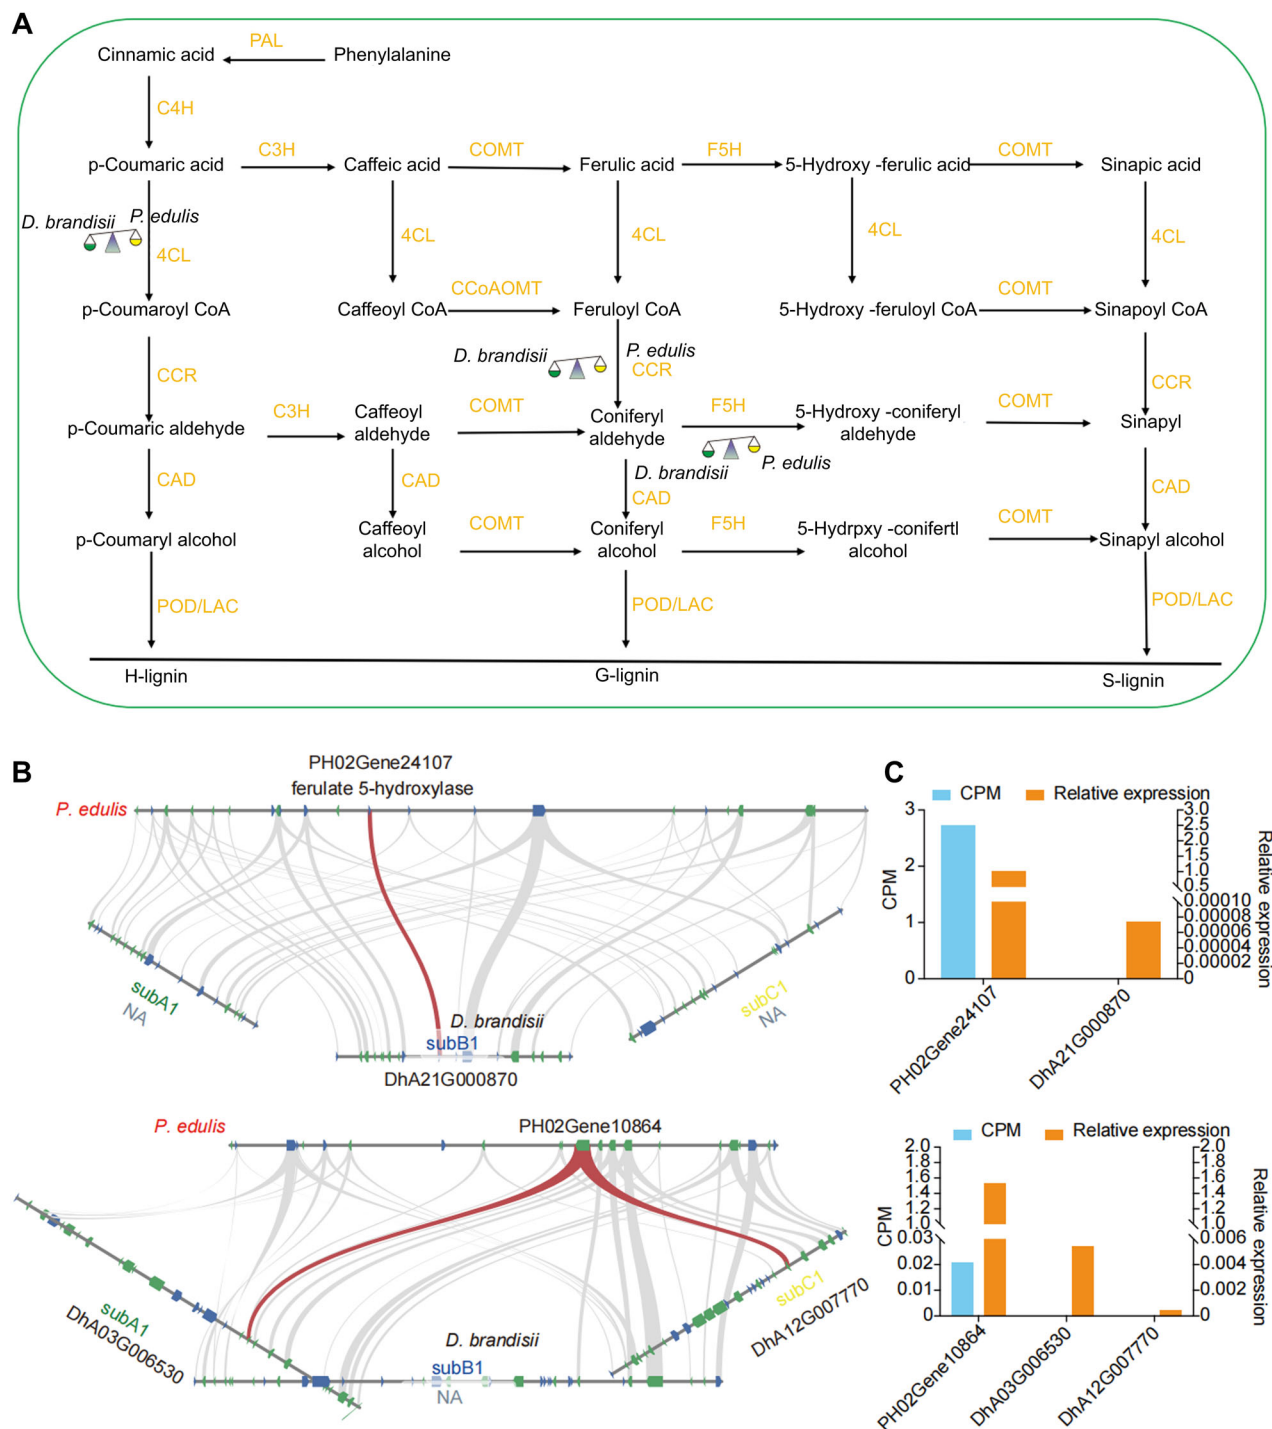 A
Cinnamic acid
PAL
Phenylalanine
C4H
p-Coumaric acid
C3H
Caffeic acid
COMT
Ferulic acid
F5H
5-Hydroxy -ferulic acid
COMT
Sinapic acid
D. brandisii
P. edulis
4CL
4CL
4CL
4CL
4CL
p-Coumaroyl CoA
Caffeoyl CoA
CCoAOMT
Feruloyl CoA
5-Hydroxy -feruloyl CoA
COMT
Sinapoyl CoA
D. brandisii
P. edulis
CCR
CCR
CCR
p-Coumaric aldehyde
C3H
Caffeoyl
aldehyde
COMT
Coniferyl
aldehyde
F5H
5-Hydroxy -coniferyl
aldehyde
COMT
Sinapyl
D. brandisii
P. edulis
CAD
CAD
CAD
CAD
p-Coumaryl alcohol
Caffeoyl
alcohol
COMT
Coniferyl
alcohol
F5H
5-Hydrpxy -conifertl
alcohol
COMT
Sinapyl alcohol
POD/LAC
POD/LAC
POD/LAC
H-lignin
G-lignin
S-lignin
B
PH02Gene24107
ferulate 5-hydroxylase
P. edulis
subA1
NA
D. brandisii
subB1
DhA21G000870
subC1
NA
P. edulis
PH02Gene10864
subA1
DhA03G006530
D. brandisii
subB1
NA
subC1
DhA12G007770
C
CPM
Relative expression
3
2
1
0
CPM
3.0
2.5
2.0
1.0
0.5
0.00010
0.00008
0.00006
0.00004
0.00002
0
Relative expression
PH02Gene24107
DhA21G000870
CPM
Relative expression
2.0
1.8
1.6
1.4
1.2
1.0
0.03
0.02
0.01
0
CPM
2.0
1.8
1.6
1.4
1.2
1.0
0.006
0.004
0.002
0
Relative expression
PH02Gene10864
DhA03G006530
DhA12G007770